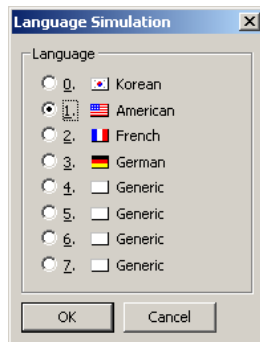 Language Simulation
Language
0. Korean
1. American
2. French
3. German
4. Generic
5. Generic
6. Generic
7. Generic
OK Cancel